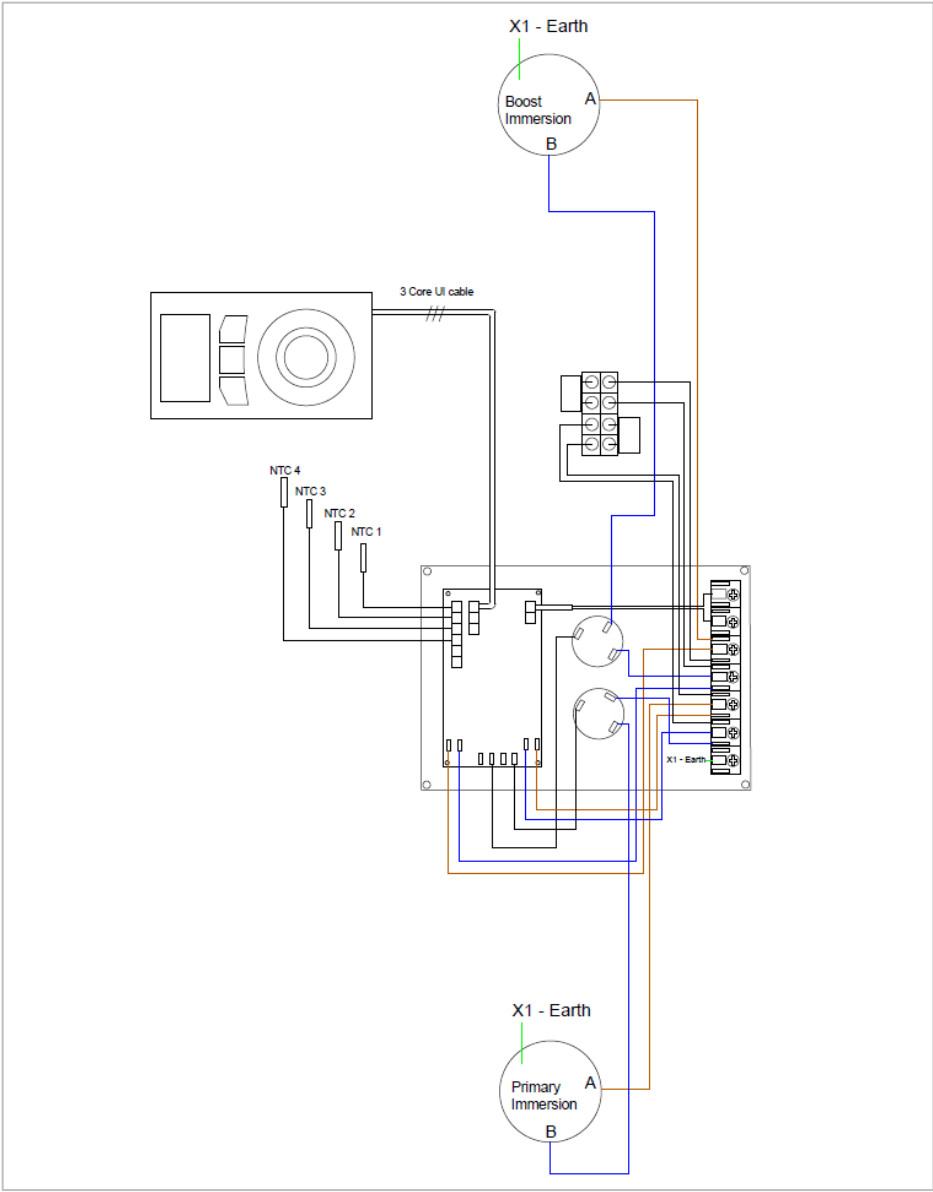 X1 - Earth
Boost
Immersion
A
B
3 Core UI cable
NTC 4
NTC 3
NTC 2
NTC 1
X1 - Earth
X1 - Earth
Primary
Immersion
A
B